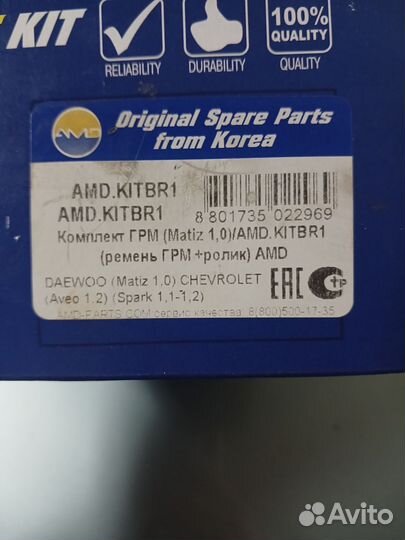 KIT
RELIABILITY
DURABILITY
100%
QUALITY
QUALITY
AMD
Original Spare Parts
from Korea
AMD.KITBR1
AMD.KITBR1
8 801735 022969
Комплект ГРМ (Matiz 1,0)/AMD.KITBR1
(ремень ГРМ +ролик) AMD
DAEWOO (Matiz 1.0) CHEVROLET
(Aveo 1.2) (Spark 1,1-1,2)
AMD-PARTS.COM сервис качества: 8(800)500-17-35
EAC
Avito